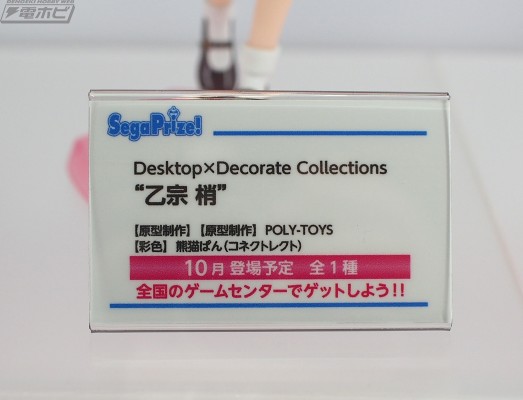 DENGEKI HOBBY WEB
電ホビ
SegaPrize!
Desktop×Decorate Collections
“乙宗 梢”
【原型制作】【原型制作】 POLY-TOYS
【彩色】 熊猫ぱん（コネクトレクト）
10月 登場予定 全1種
全国のゲームセンターでゲットしよう!!